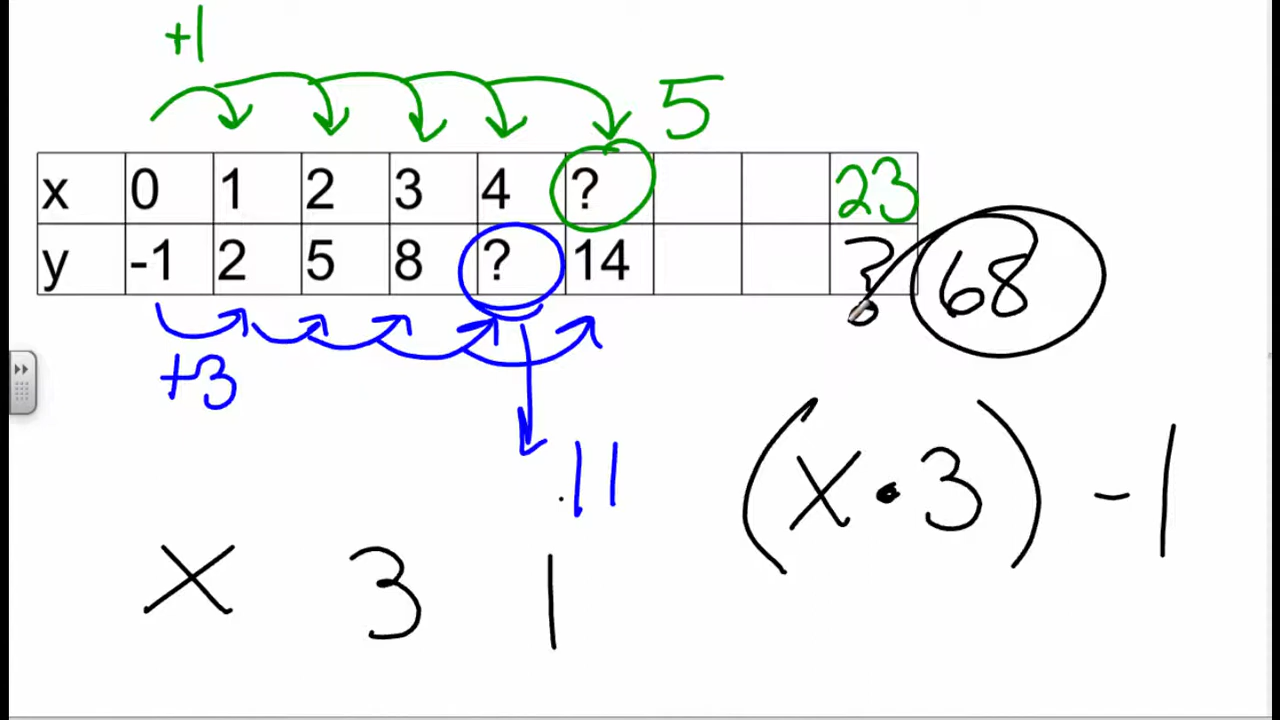 +1
5
x 0 1 2 3 4 ? 23
y -1 2 5 8 ? 14 ? 68
+3
11
(x • 3) - 1
x 3 1